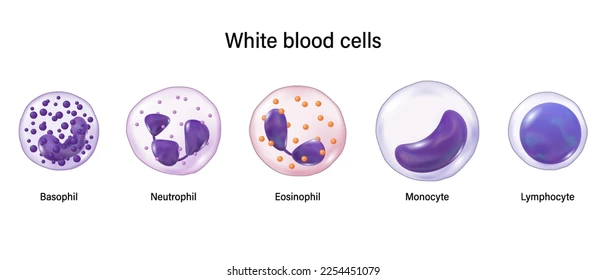 White blood cells
Basophil
Neutrophil
Eosinophil
Monocyte
Lymphocyte
shutterstock.com · 2254451079